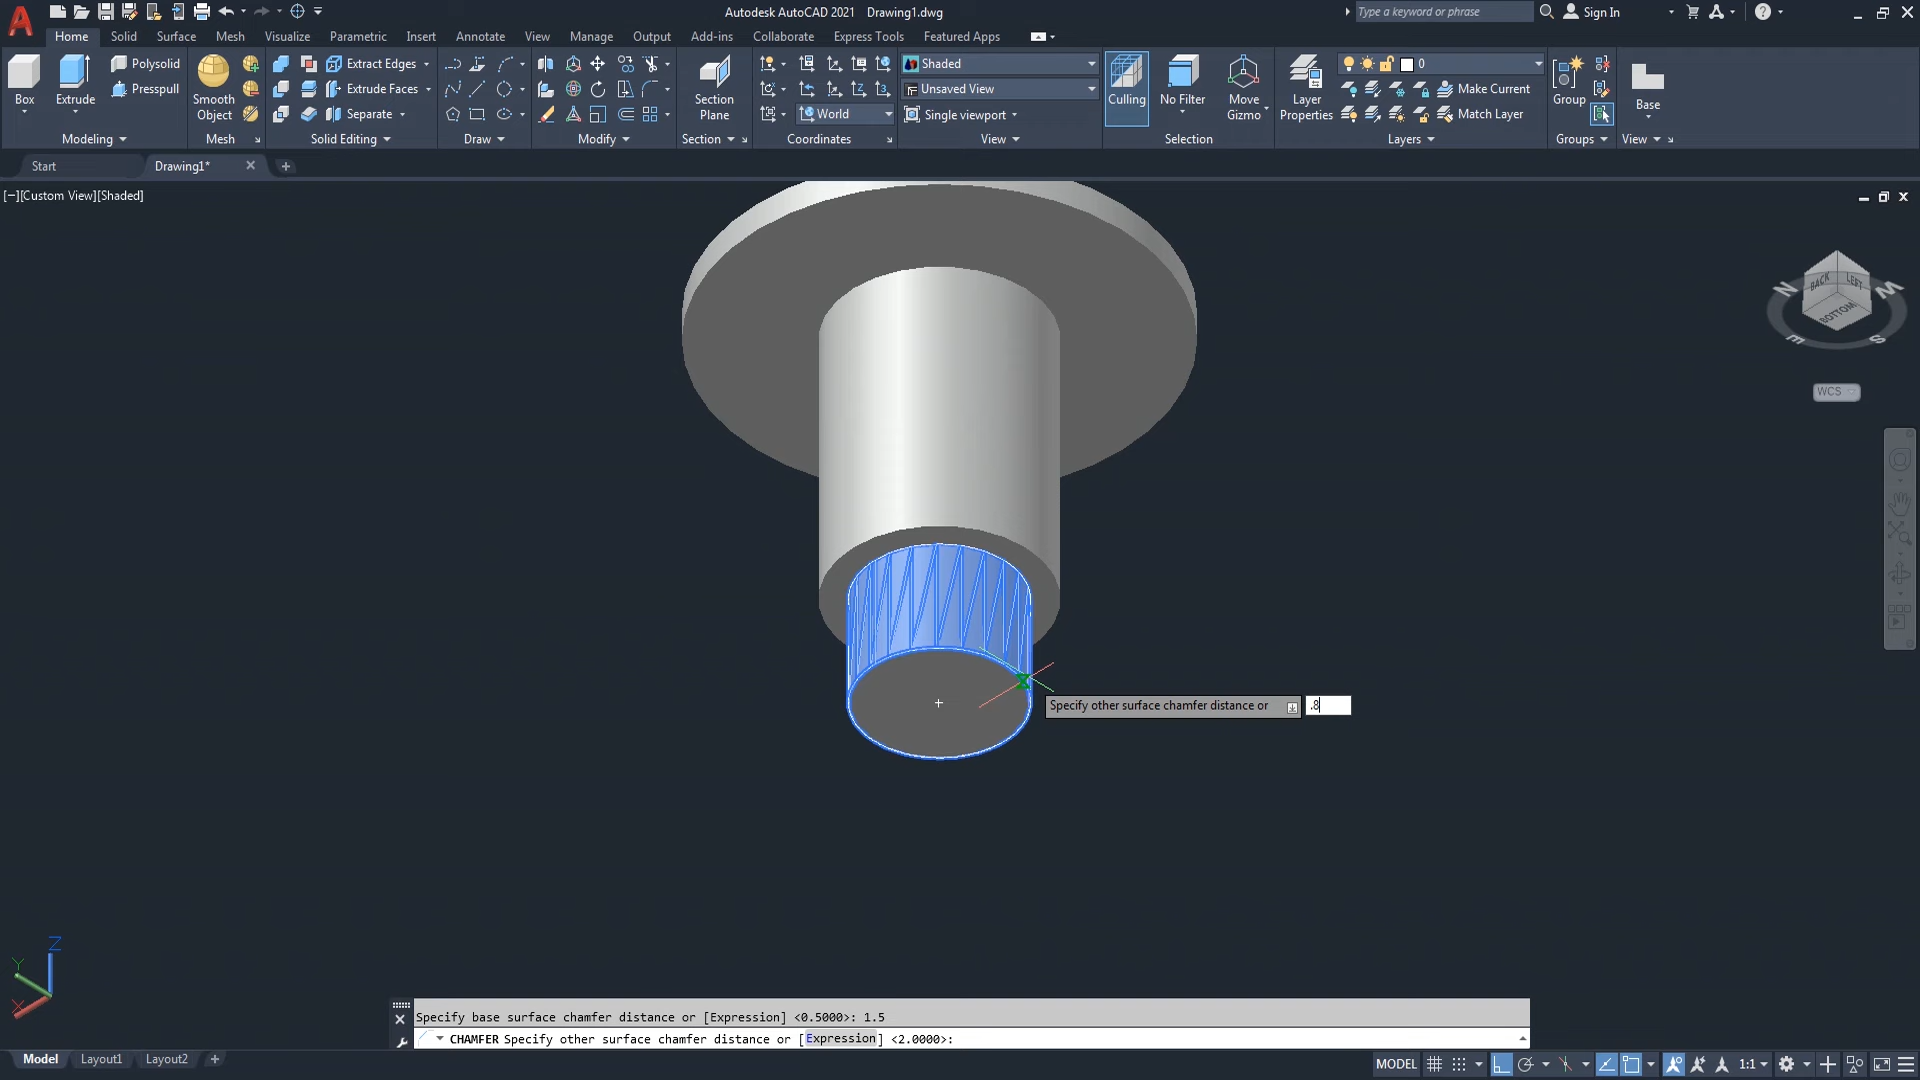 Autodesk AutoCAD 2021 Drawing1.dwg
Type a keyword or phrase
Sign In
Home Solid Surface Mesh Visualize Parametric Insert Annotate View Manage Output Add-ins Collaborate Express Tools Featured Apps
Box
Extrude
Polysolid
Presspull
Modeling
Smooth
Object
Mesh
Extract Edges
Extrude Faces
Separate
Solid Editing
Draw
Modify
Section
Plane
Section
World
Coordinates
Shaded
Unsaved View
Single viewport
View
Culling
No Filter
Move
Gizmo
Selection
Layer
Properties
0
Make Current
Match Layer
Layers
Group
Groups
Base
View
Start
Drawing1*
[−][Custom View][Shaded]
N
W
E
S
BACK
LEFT
BOTTOM
WCS
Specify other surface chamfer distance or
.8
Z
Y
X
Specify base surface chamfer distance or [Expression] <0.5000>: 1.5
CHAMFER Specify other surface chamfer distance or [Expression] <2.0000>:
Model Layout1 Layout2
MODEL
1:1